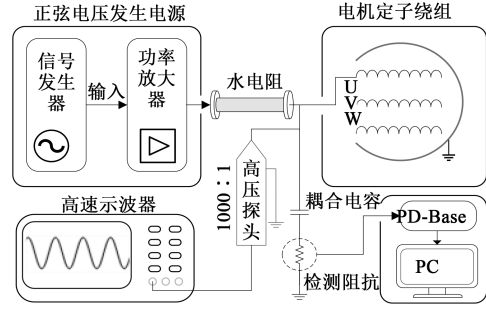 正弦电压发生电源
信号
发生
器
输入
功率
放大
器
水电阻
电机定子绕组
U
V
W
高速示波器
1000：1
高压
探头
耦合电容
检测阻抗
PD-Base
PC